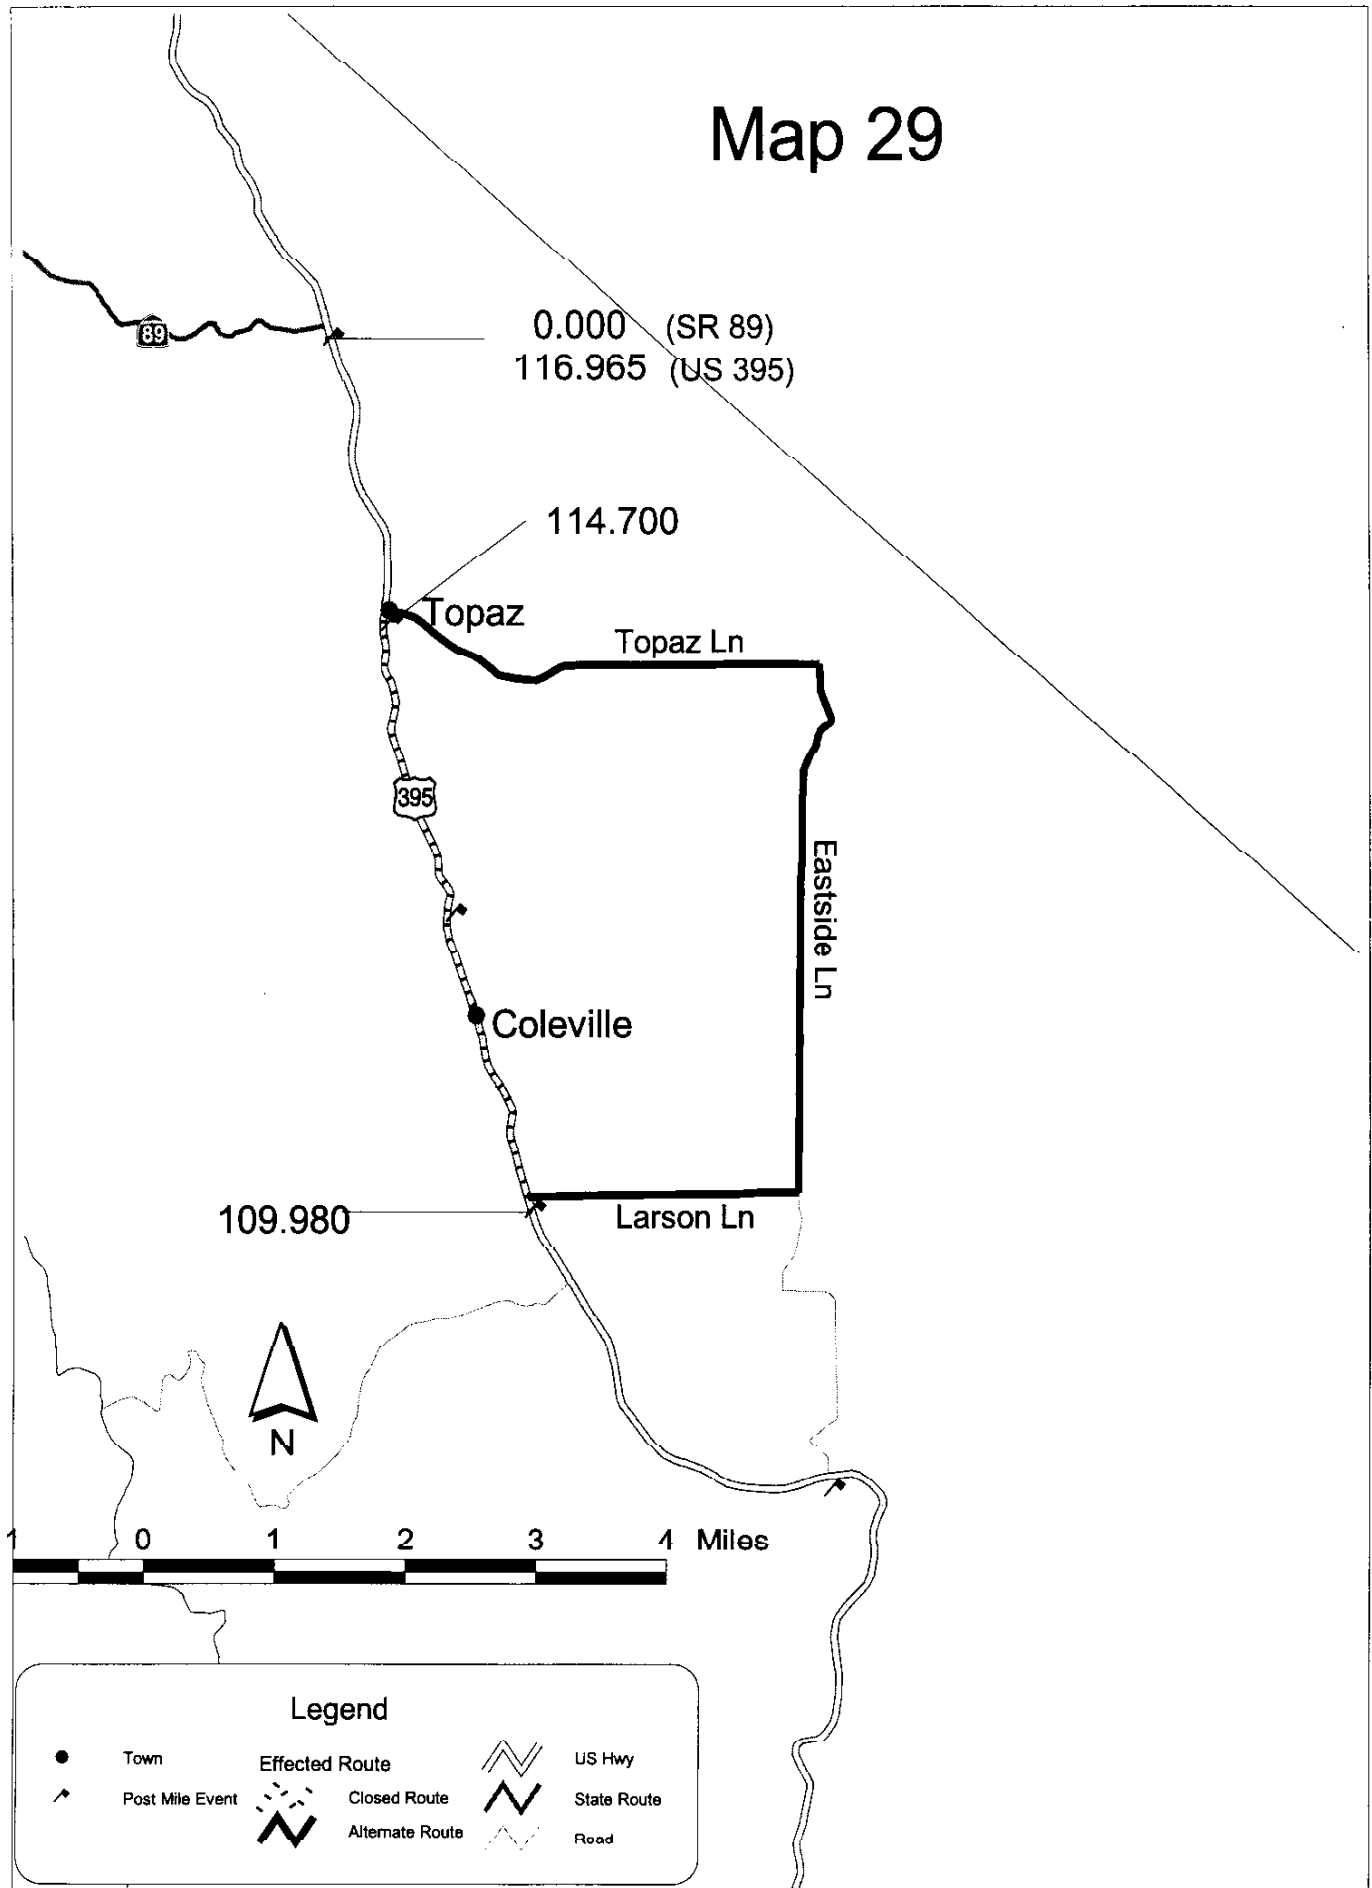 Map 29
89
0.000 (SR 89)
116.965 (US 395)
114.700
Topaz
Topaz Ln
395
Eastside Ln
Coleville
109.980
Larson Ln
N
1 0 1 2 3 4 Miles
Legend
Town
Post Mile Event
Effected Route
Closed Route
Alternate Route
US Hwy
State Route
Road